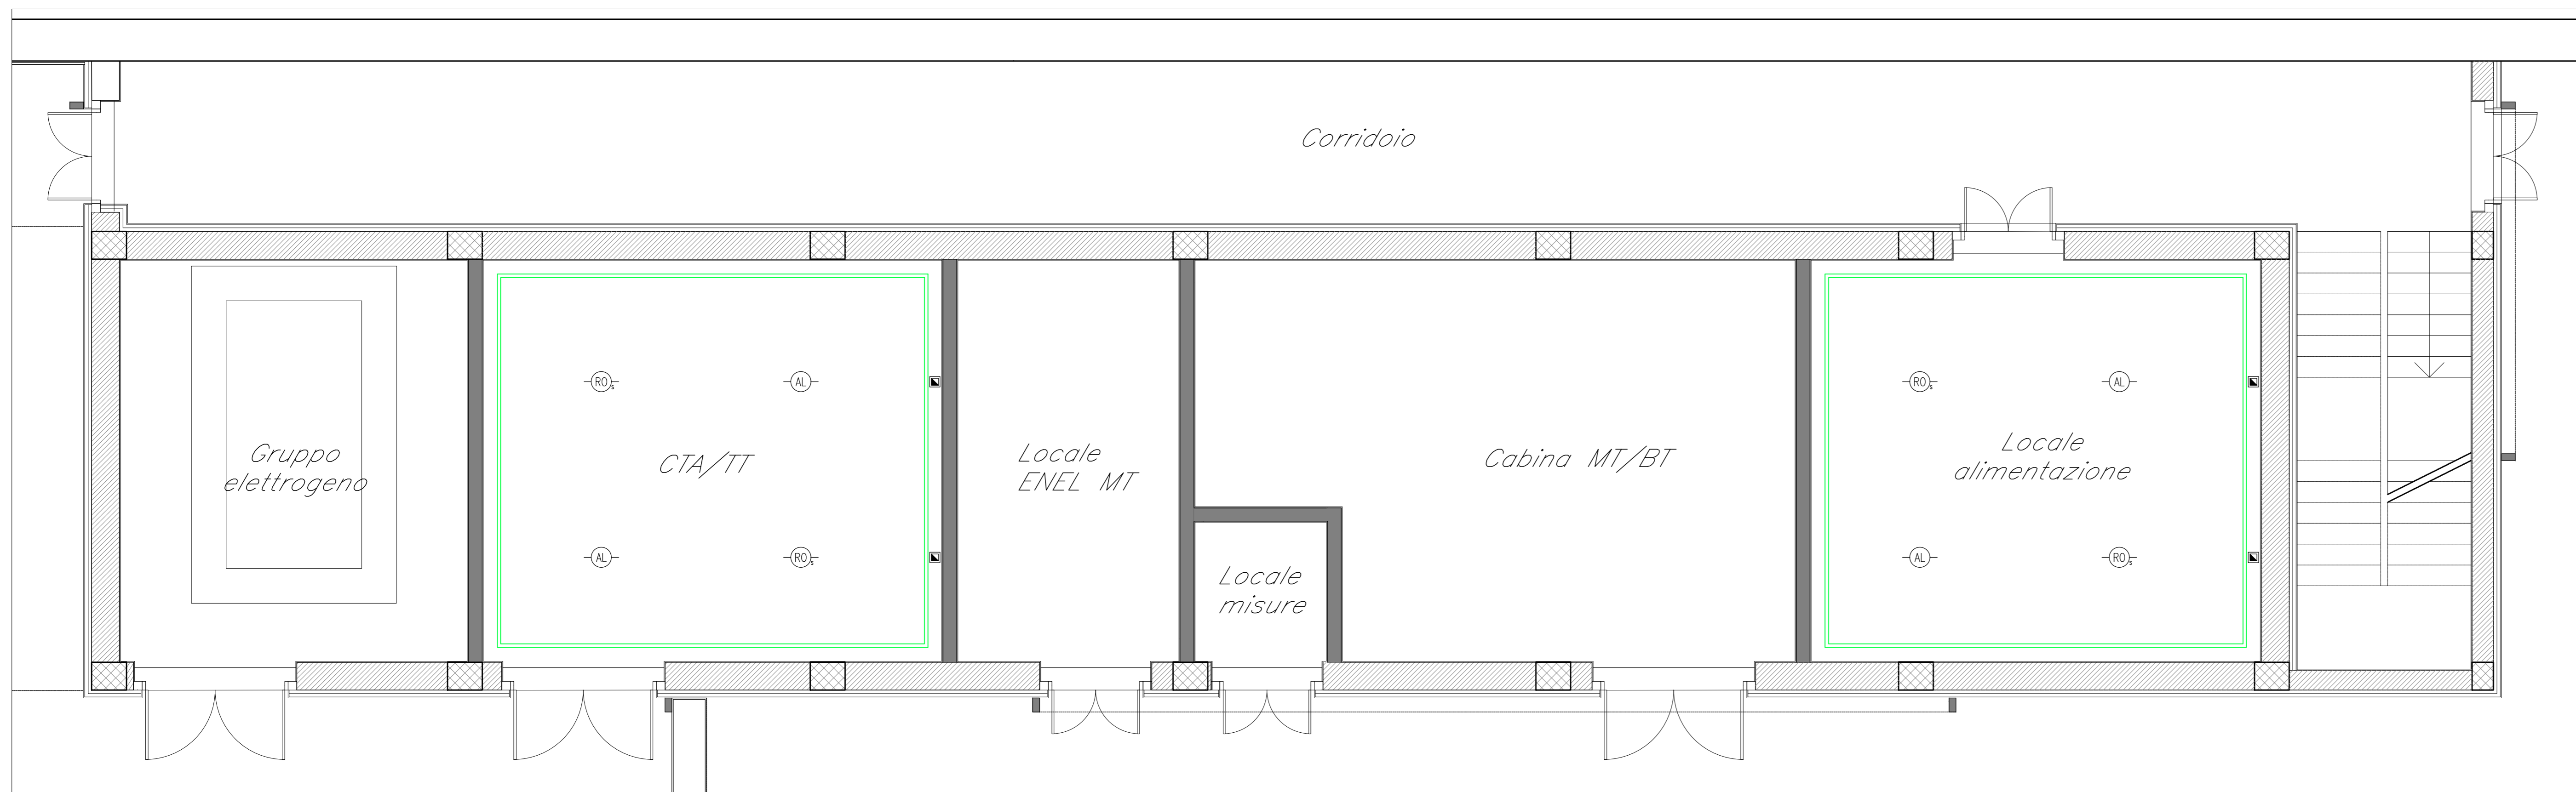 Corridoio
RO s
AL
RO s
AL
Gruppo
elettrogeno
CTA/TT
Locale
ENEL MT
Cabina MT/BT
Locale
alimentazione
AL
RO s
AL
RO s
Locale
misure